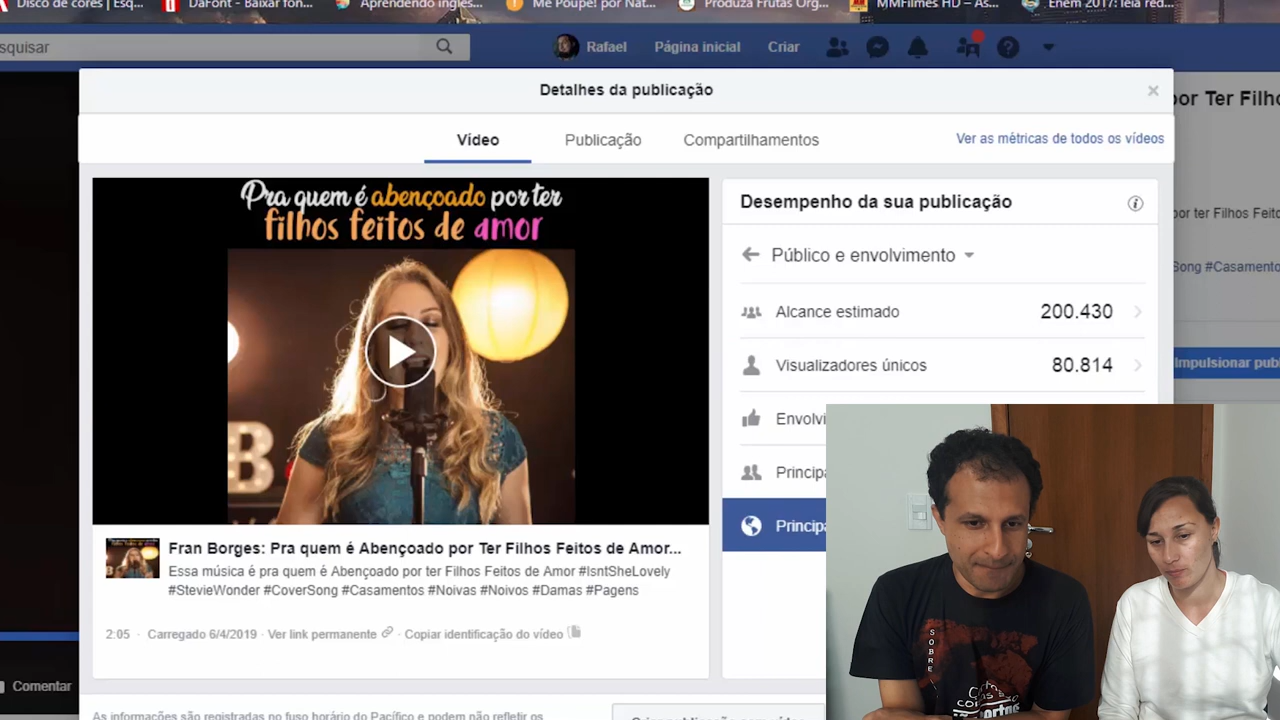 Disco de cores | Esq...
DaFont - Baixar fon...
Aprendendo inglês...
Me Poupe! por Nat...
Produza Frutas Org...
MMFilmes HD – As...
Enem 2017: leia red...
squisar
Rafael
Página inicial
Criar
Detalhes da publicação
por Ter Filho
Vídeo
Publicação
Compartilhamentos
Ver as métricas de todos os vídeos
Pra quem é abençoado por ter
filhos feitos de amor
B
Desempenho da sua publicação
Público e envolvimento
Alcance estimado 200.430
Visualizadores únicos 80.814
Envolvi
Principa
Principa
por ter Filhos Feito
Song #Casamento
Impulsionar publ
Fran Borges: Pra quem é Abençoado por Ter Filhos Feitos de Amor...
Essa música é pra quem é Abençoado por ter Filhos Feitos de Amor #IsntSheLovely
#StevieWonder #CoverSong #Casamentos #Noivas #Noivos #Damas #Pagens
2:05 · Carregado 6/4/2019 · Ver link permanente · Copiar identificação do vídeo
Comentar
As informações são registradas no fuso horário do Pacífico e podem não refletir os
SOBRE